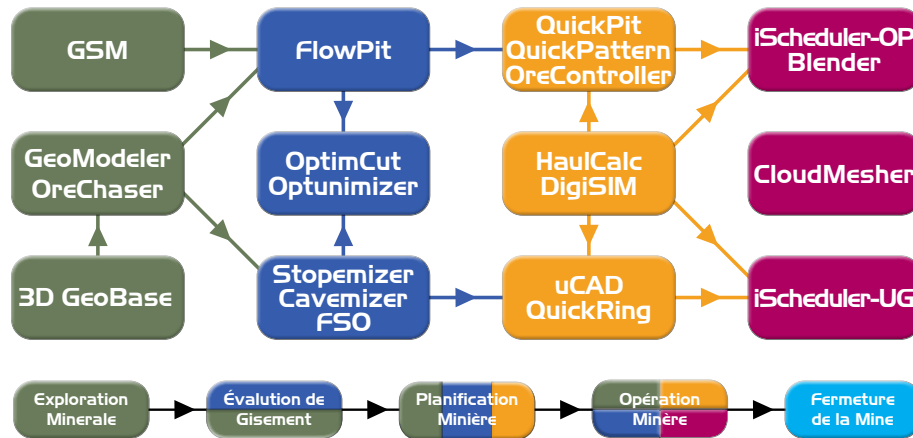 GSM
FlowPit
QuickPit
QuickPattern
OreController
iScheduler-OP
Blender
GeoModeler
OreChaser
OptimCut
Optunimizer
HaulCalc
DigiSIM
CloudMesher
3D GeoBase
Stopemizer
Cavemizer
FSO
uCAD
QuickRing
iScheduler-UG
Exploration
Minerale
Évalution de
Gisement
Planification
Minière
Opération
Minère
Fermeture
de la Mine